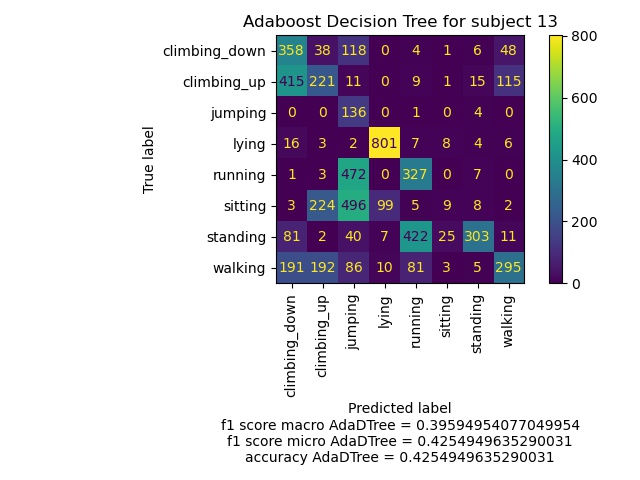 Adaboost Decision Tree for subject 13
climbing_down 358 38 118 0 4 1 6 48
climbing_up 415 221 11 0 9 1 15 115
jumping 0 0 136 0 1 0 4 0
lying 16 3 2 801 7 8 4 6
running 1 3 472 0 327 0 7 0
sitting 3 224 496 99 5 9 8 2
standing 81 2 40 7 422 25 303 11
walking 191 192 86 10 81 3 5 295
True label
climbing_down
climbing_up
jumping
lying
running
sitting
standing
walking
800
600
400
200
0
Predicted label
f1 score macro AdaDTree = 0.39594954077049954
f1 score micro AdaDTree = 0.4254949635290031
accuracy AdaDTree = 0.4254949635290031